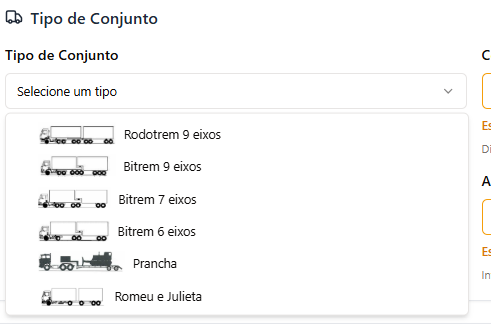 Tipo de Conjunto
Tipo de Conjunto
Selecione um tipo
Rodotrem 9 eixos
Bitrem 9 eixos
Bitrem 7 eixos
Bitrem 6 eixos
Prancha
Romeu e Julieta
C
Es
Di
A
Es
In